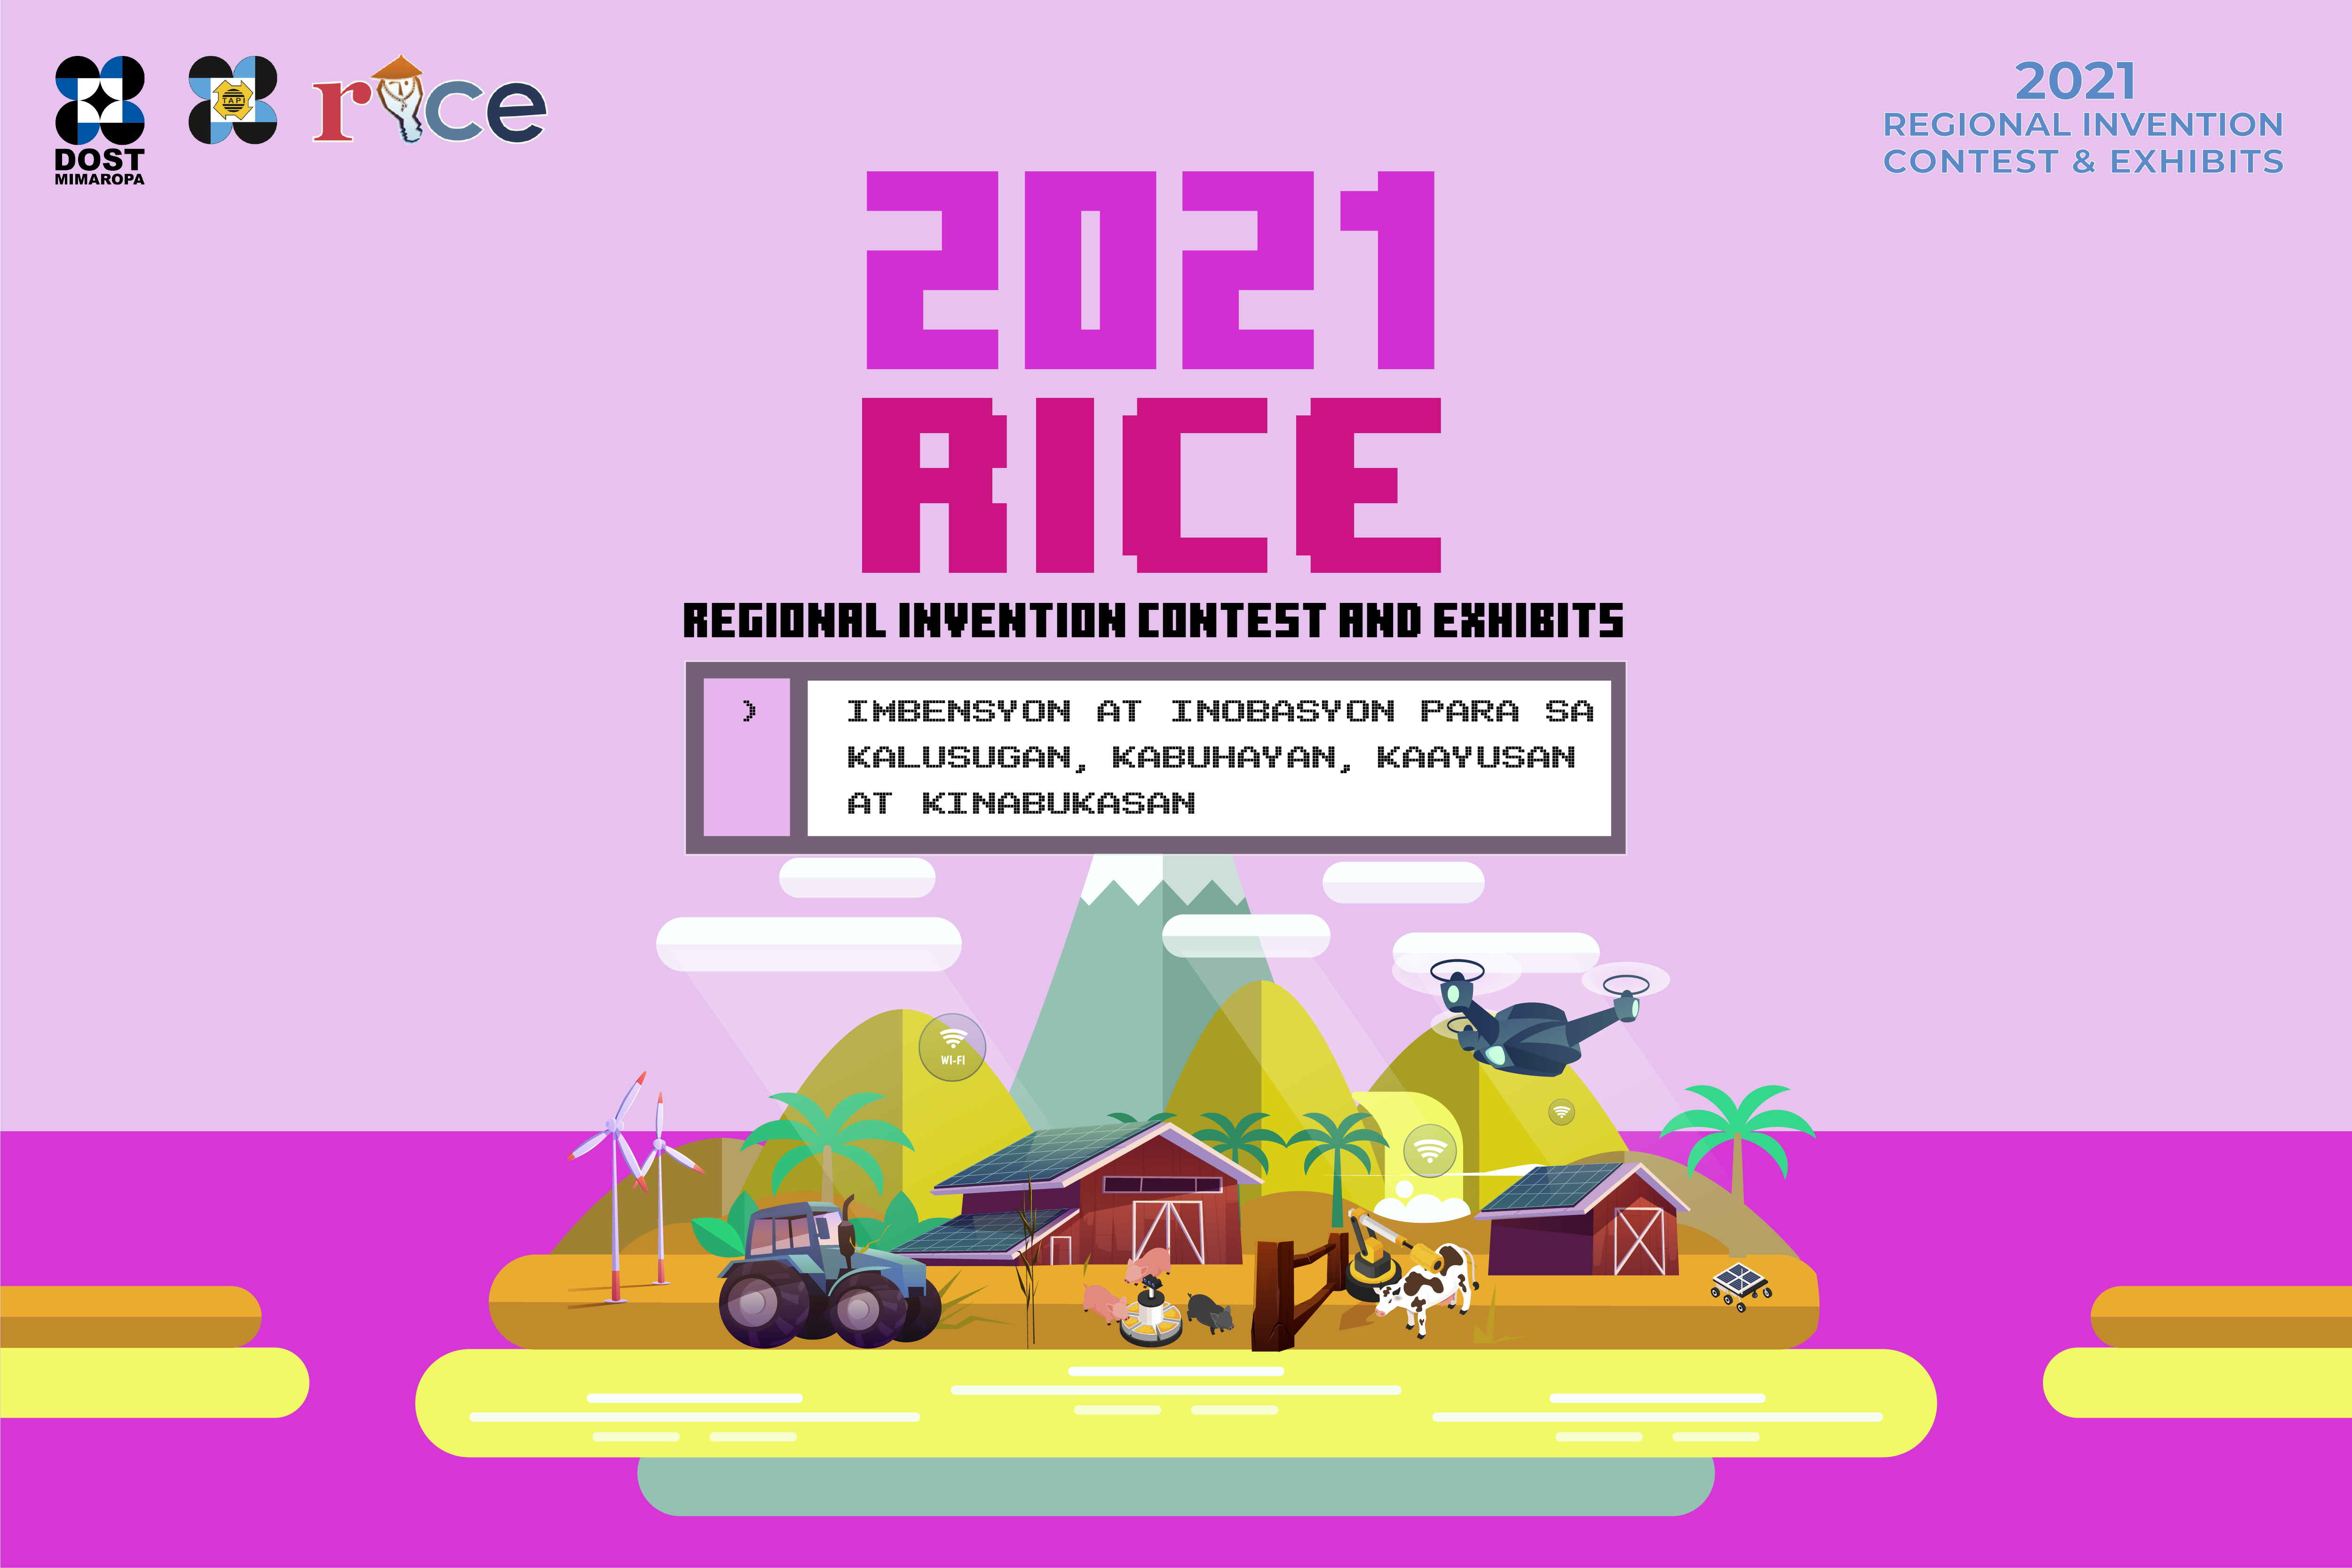 DOST
MIMAROPA
TAPI
rice
2021
REGIONAL INVENTION
CONTEST & EXHIBITS
2021
RICE
REGIONAL INVENTION CONTEST AND EXHIBITS
) IMBENSYON AT INOBASYON PARA SA
KALUSUGAN, KABUHAYAN, KAAYUSAN
AT KINABUKASAN
WI-FI